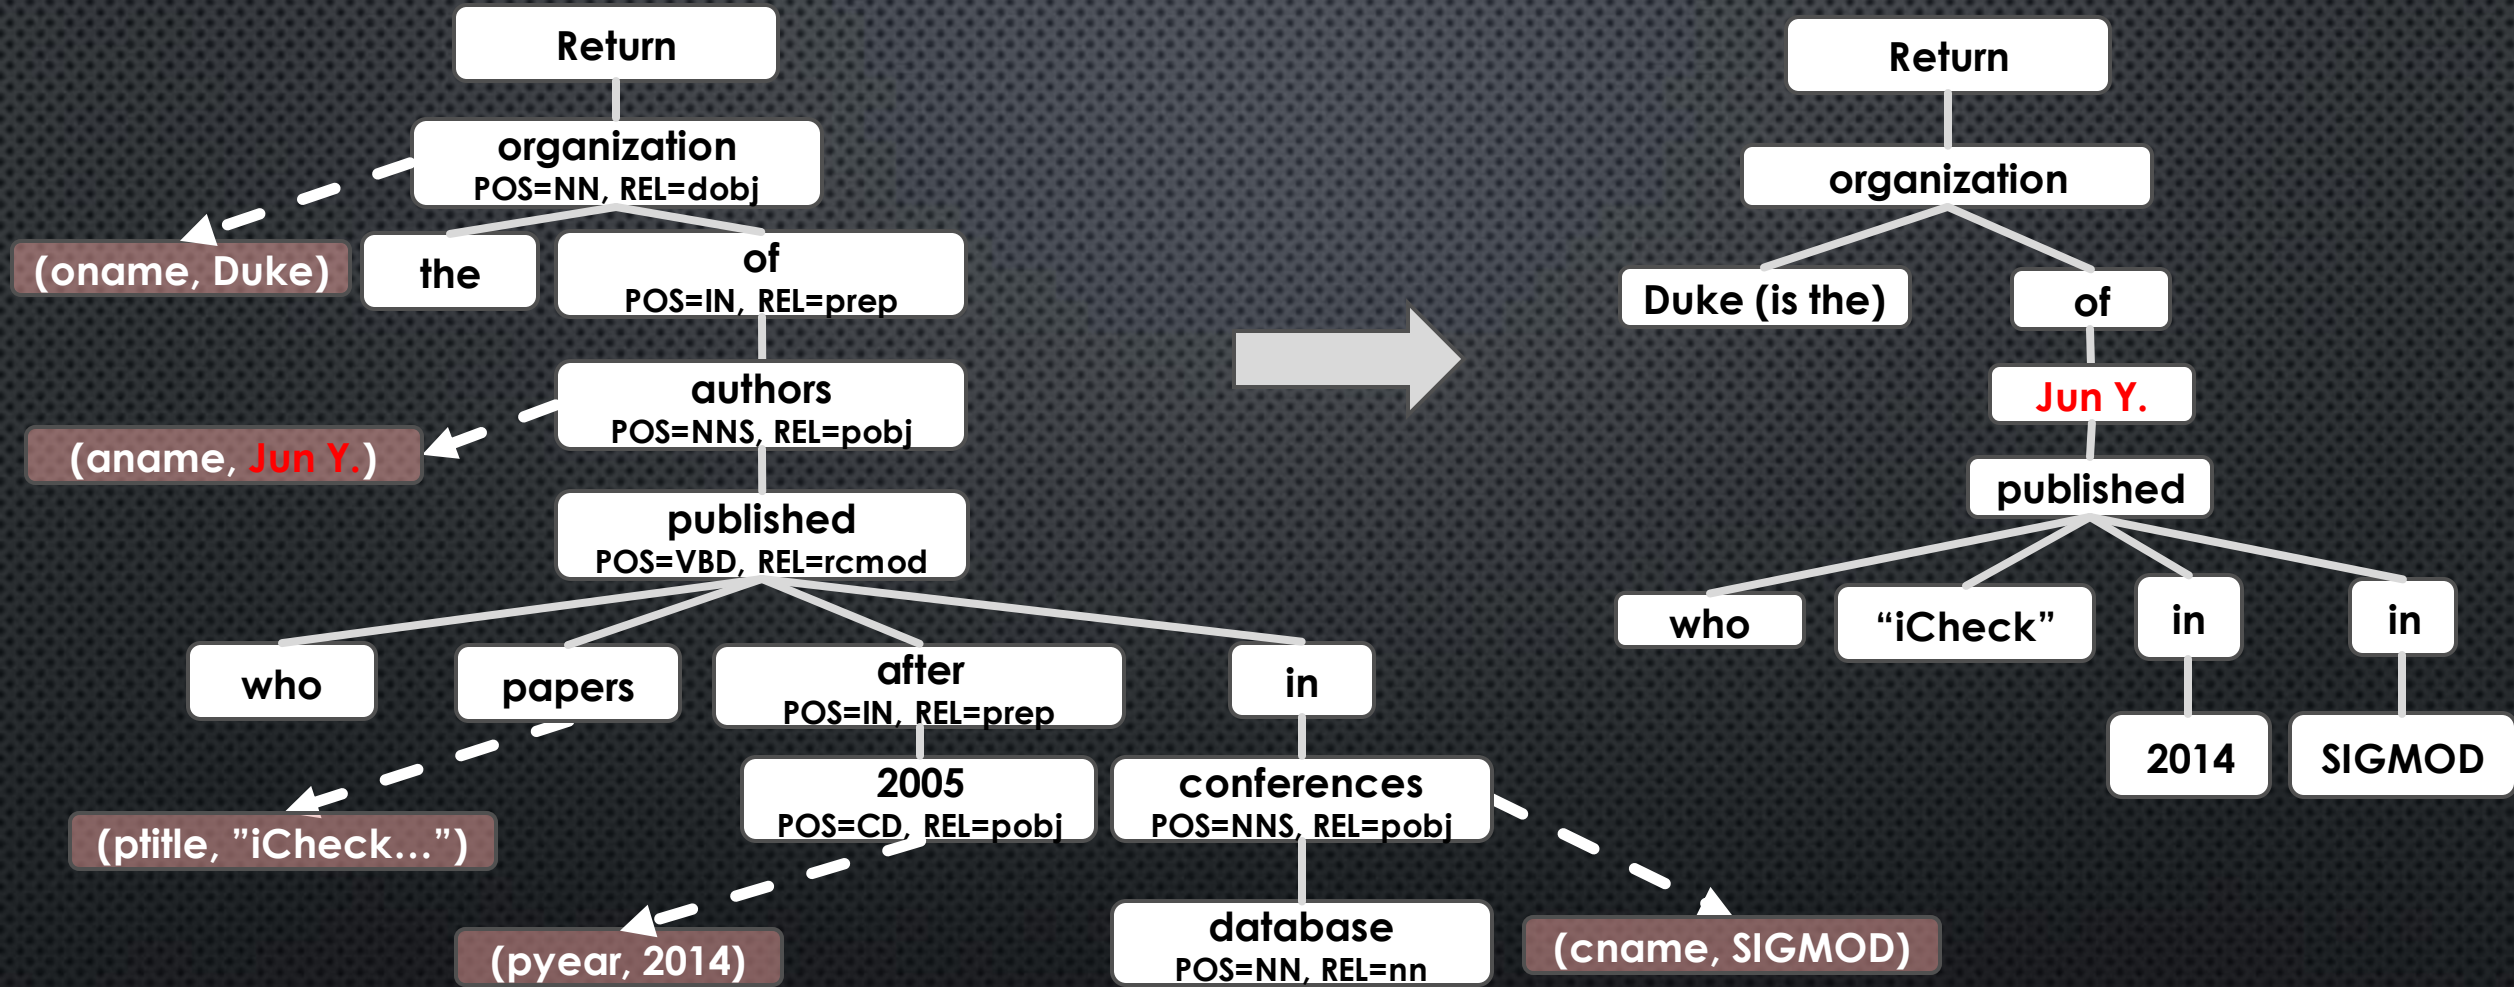 Return
organization
POS=NN, REL=dobj
(oname, Duke)
the
of
POS=IN, REL=prep
authors
POS=NNS, REL=pobj
(aname, Jun Y.)
published
POS=VBD, REL=rcmod
who
papers
after
POS=IN, REL=prep
in
2005
POS=CD, REL=pobj
conferences
POS=NNS, REL=pobj
(ptitle, ”iCheck…”)
database
POS=NN, REL=nn
(pyear, 2014)
(cname, SIGMOD)
Return
organization
Duke (is the)
of
Jun Y.
published
who
“iCheck”
in
in
2014
SIGMOD